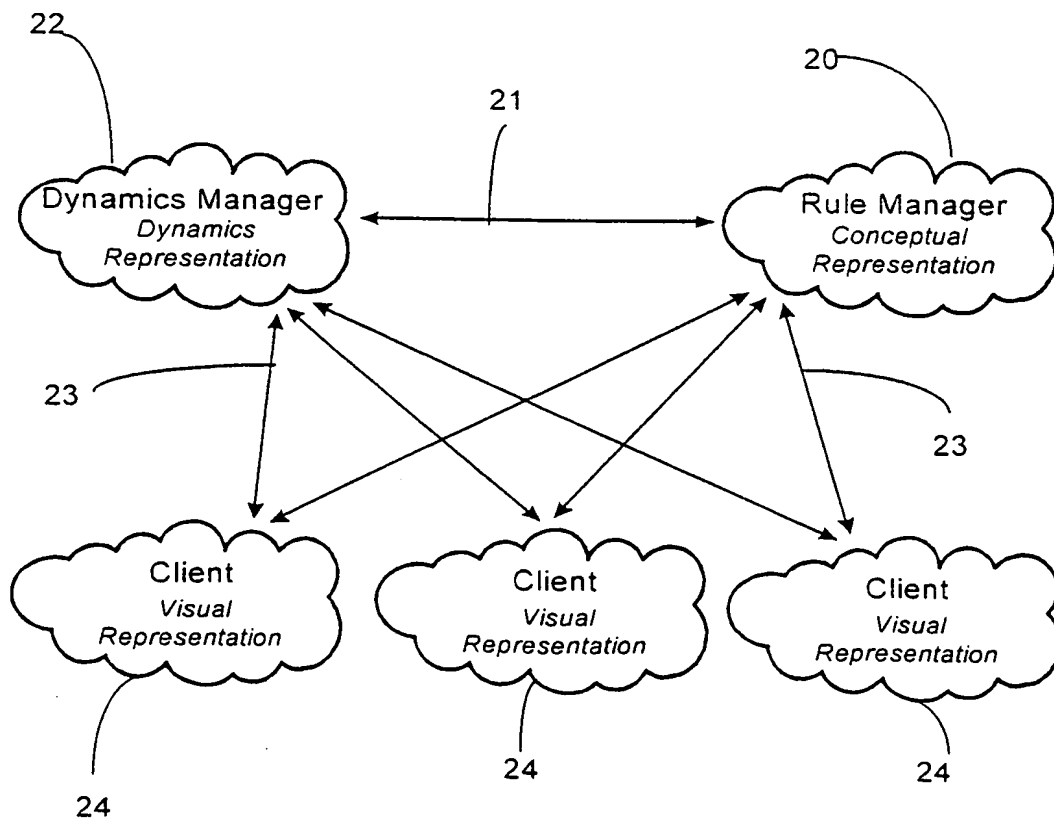 22
20
21
Dynamics Manager
Dynamics
Representation
Rule Manager
Conceptual
Representation
23
23
Client
Visual
Representation
Client
Visual
Representation
Client
Visual
Representation
24
24
24